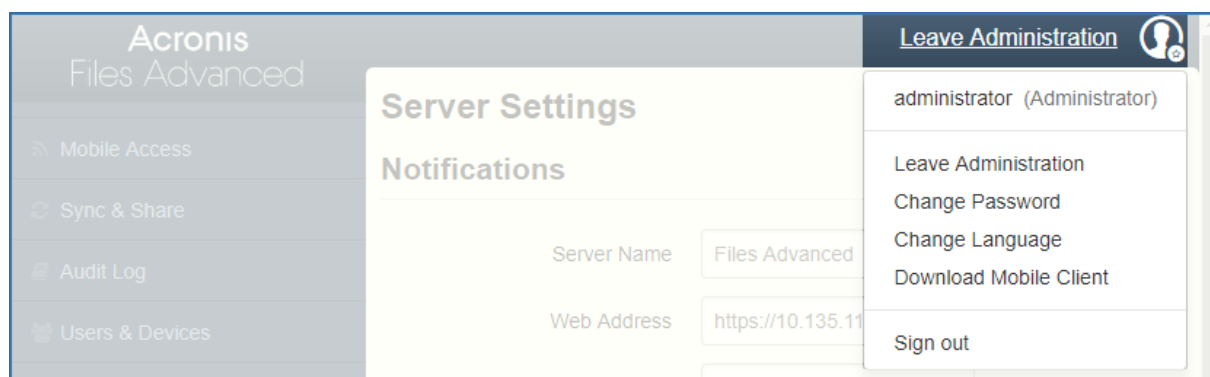 Acronis
Files Advanced
Leave Administration
administrator (Administrator)
Leave Administration
Change Password
Change Language
Download Mobile Client
Sign out
Mobile Access
Sync & Share
Audit Log
Users & Devices
Server Settings
Notifications
Server Name Files Advanced
Web Address https://10.135.11